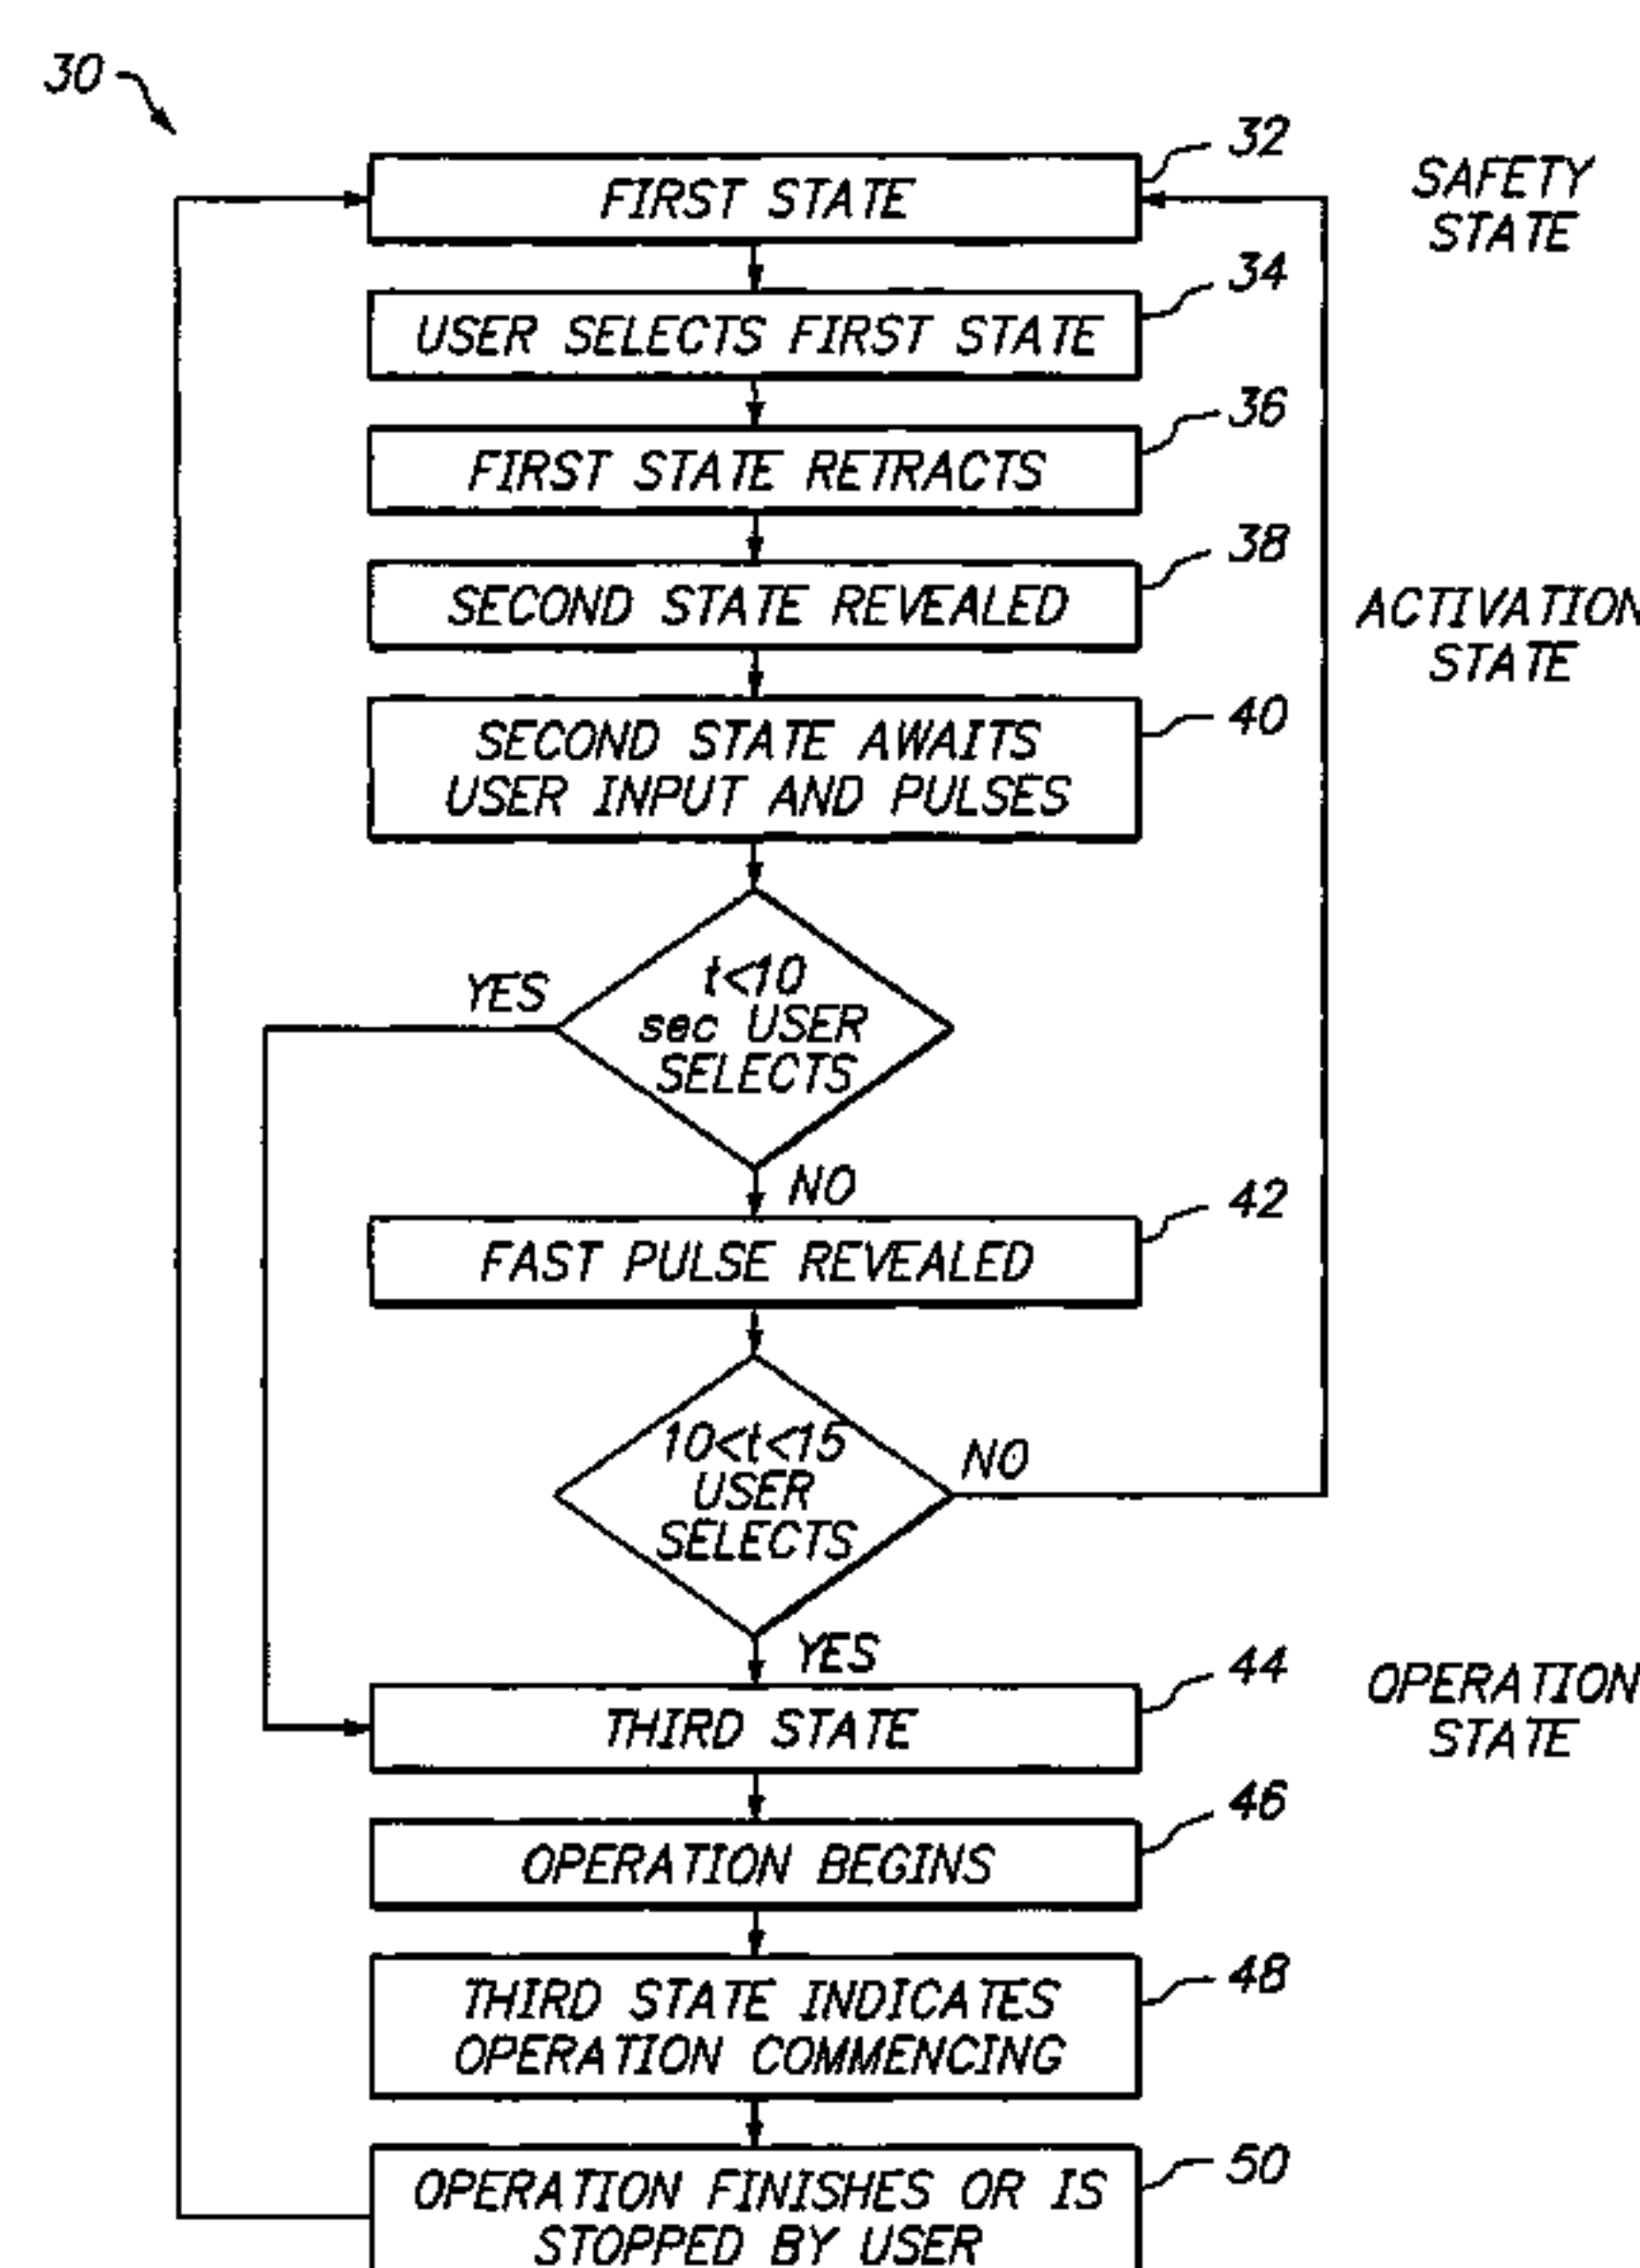 30
32
FIRST STATE
SAFETY
STATE
34
USER SELECTS FIRST STATE
36
FIRST STATE RETRACTS
38
SECOND STATE REVEALED
ACTIVATION
STATE
40
SECOND STATE AWAITS
USER INPUT AND PULSES
YES
t<10
sec USER
SELECTS
NO
42
FAST PULSE REVEALED
10<t<15
USER
SELECTS
NO
YES
44
THIRD STATE
OPERATION
STATE
46
OPERATION BEGINS
48
THIRD STATE INDICATES
OPERATION COMMENCING
50
OPERATION FINISHES OR IS
STOPPED BY USER